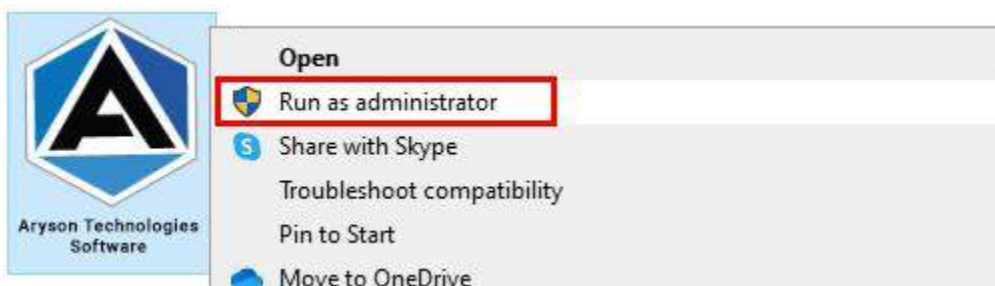 Open
Run as administrator
Share with Skype
Troubleshoot compatibility
Pin to Start
Move to OneDrive
Aryson Technologies
Software